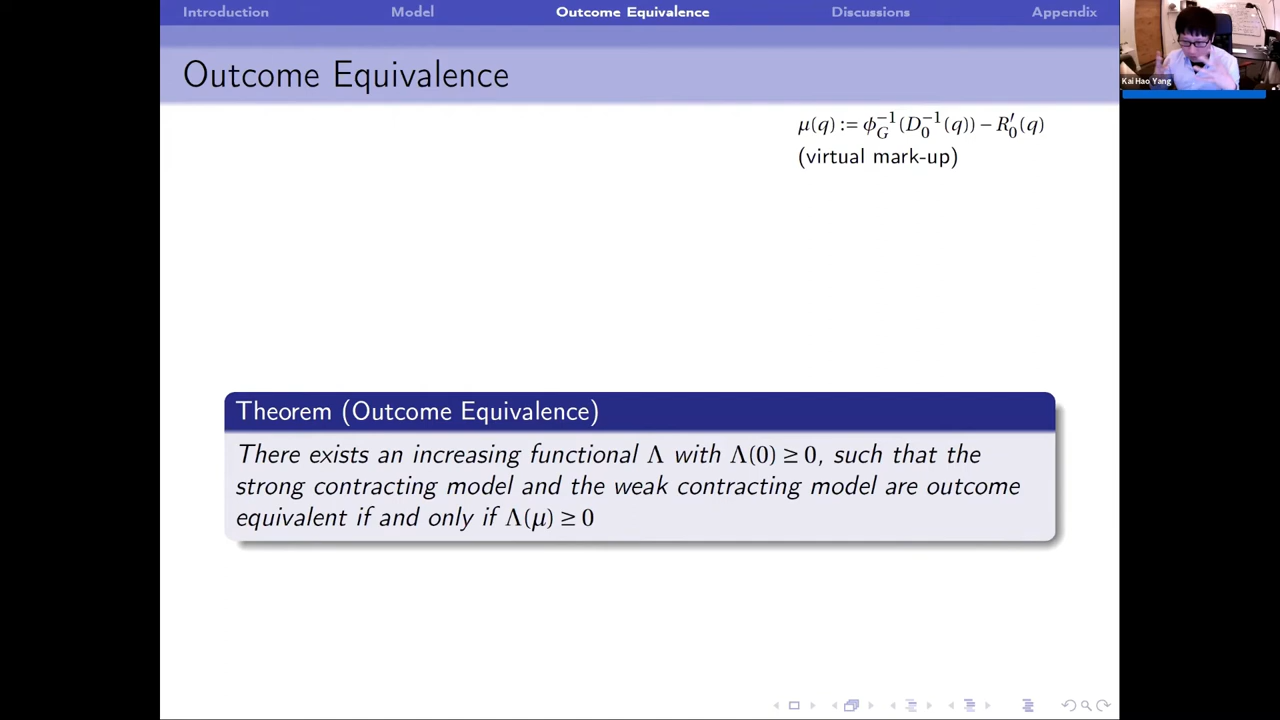 Introduction Model Outcome Equivalence Discussions Appendix
Outcome Equivalence
μ(q) := ϕ_G^{-1}(D_0^{-1}(q)) − R_0′(q)
(virtual mark-up)
Theorem (Outcome Equivalence)
There exists an increasing functional Λ with Λ(0) ≥ 0, such that the
strong contracting model and the weak contracting model are outcome
equivalent if and only if Λ(μ) ≥ 0
Kai Hao Yang